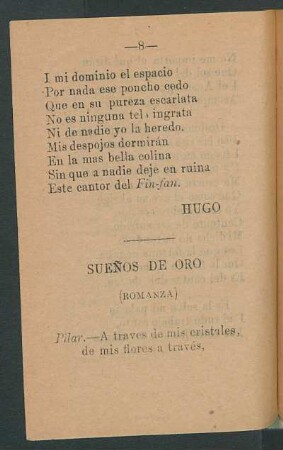 —8—
I mi dominio el espacio
Por nada ese poncho cedo
Que en su pureza escarlata
No es ninguna tela ingrata
Ni de nadie yo la heredo.
Mis despojos dormirán
En la mas bella colina
Sin que a nadie deje en ruina
Este cantor del Fin-fan.
HUGO
SUEÑOS DE ORO
(ROMANZA)
Pilar.—A traves de mis cristales,
de mis flores a través,